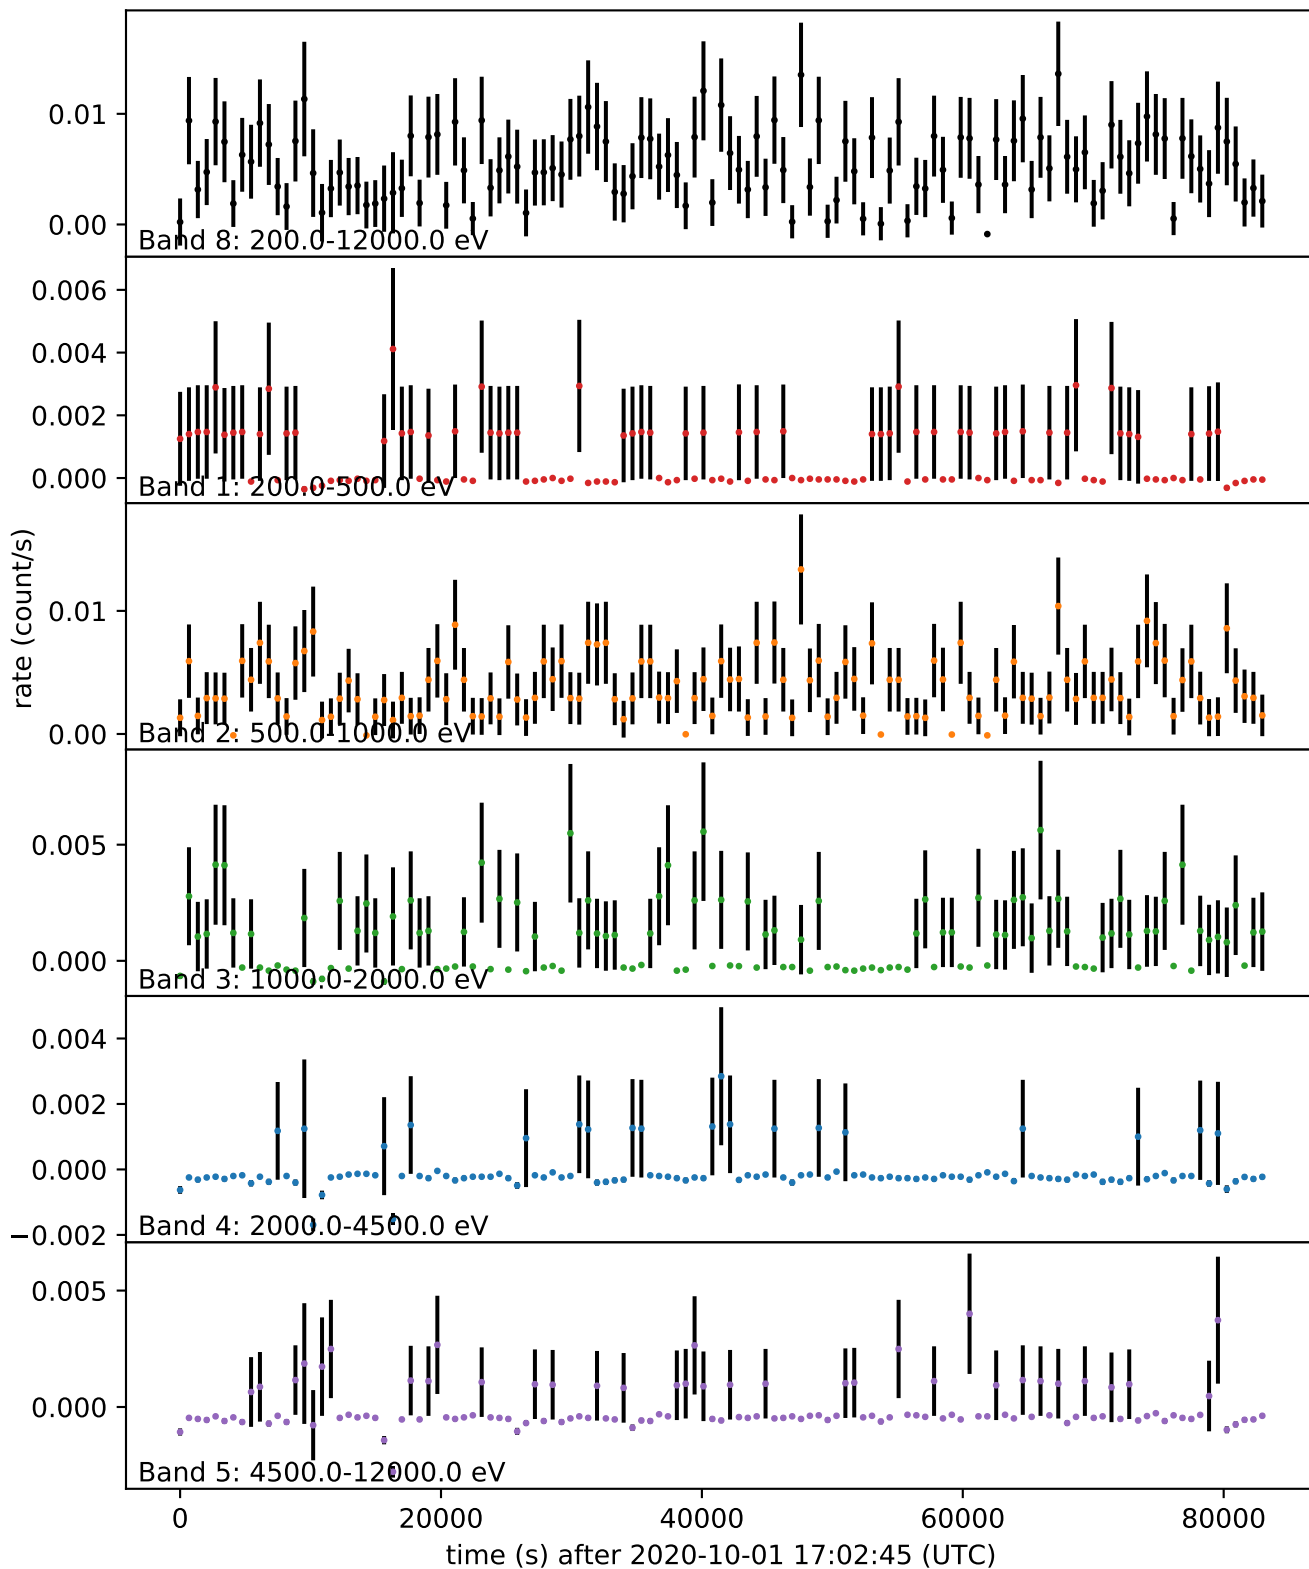 0.01
0.00
Band 8: 200.0-12000.0 eV
0.006
0.004
0.002
0.000
Band 1: 200.0-500.0 eV
rate (count/s)
0.01
0.00
Band 2: 500.0-1000.0 eV
0.005
0.000
Band 3: 1000.0-2000.0 eV
0.004
0.002
0.000
−0.002
Band 4: 2000.0-4500.0 eV
0.005
0.000
Band 5: 4500.0-12000.0 eV
0 20000 40000 60000 80000
time (s) after 2020-10-01 17:02:45 (UTC)